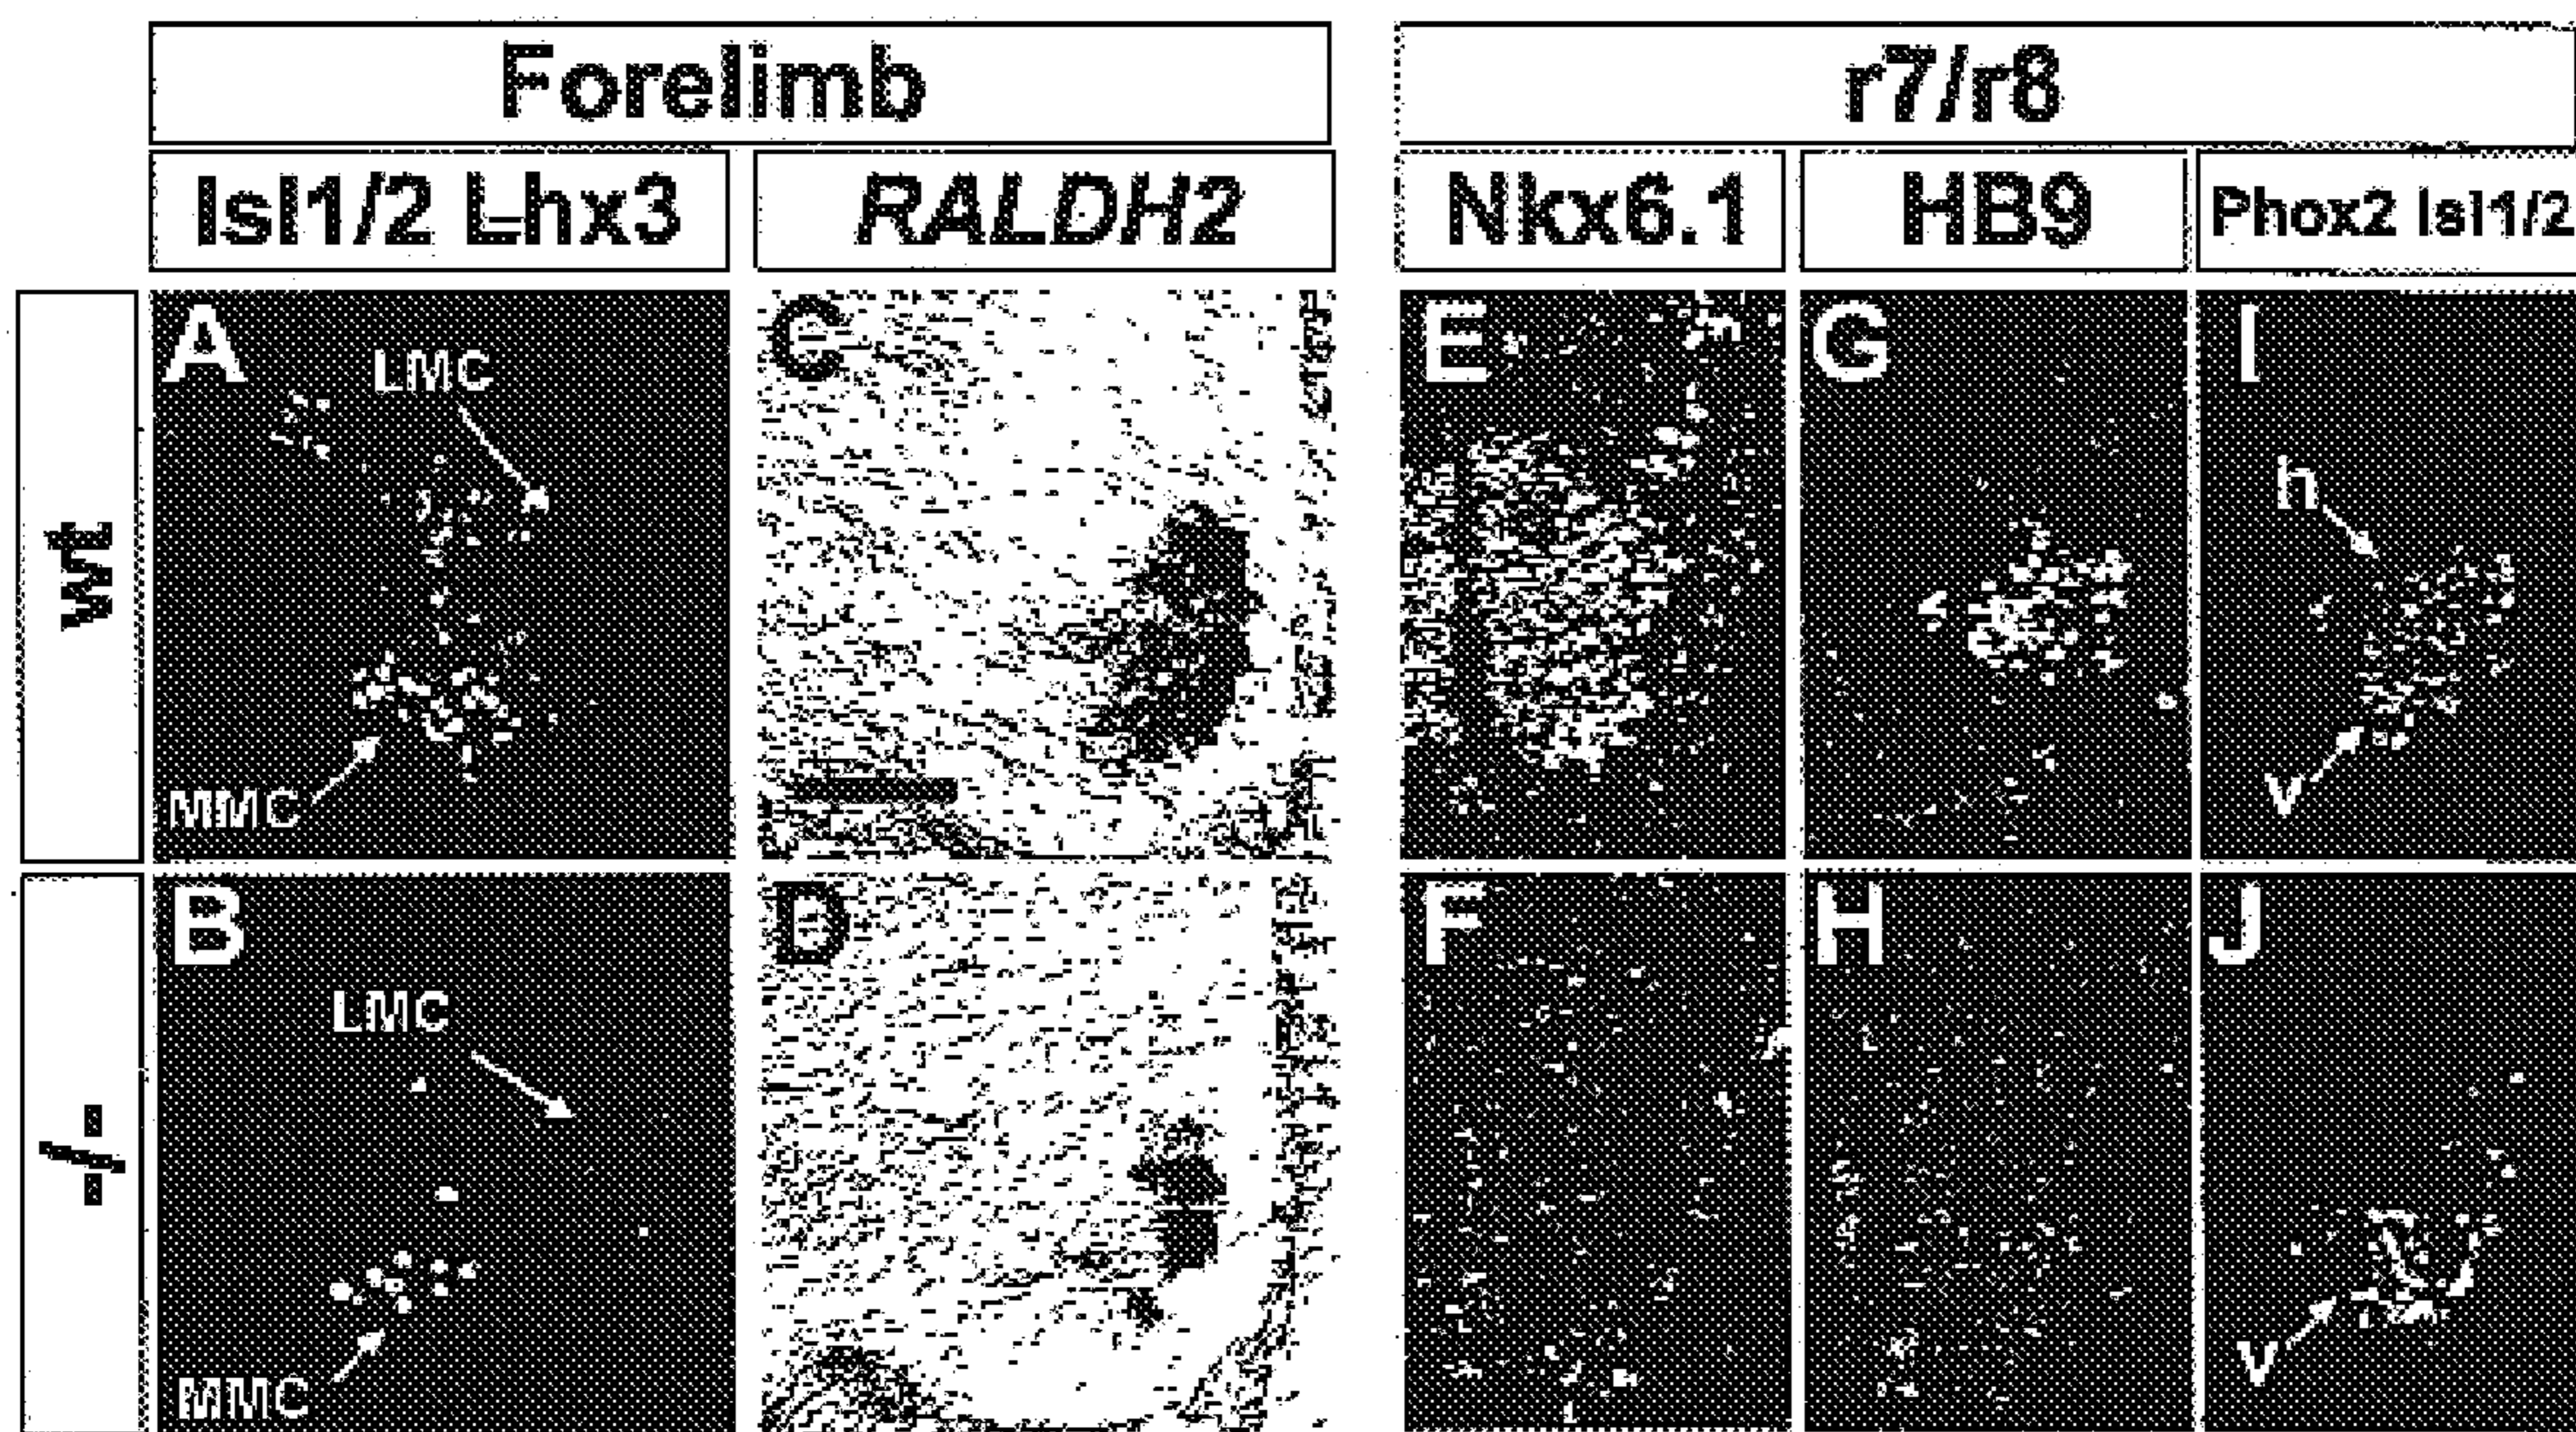 Forelimb
r7/r8
Isl1/2 Lhx3
RALDH2
Nkx6.1
HB9
Phox2 Isl1/2
wt
A
LMC
MMC
C
E
G
I
h
v
-/-
B
LMC
MMC
D
F
H
J
v